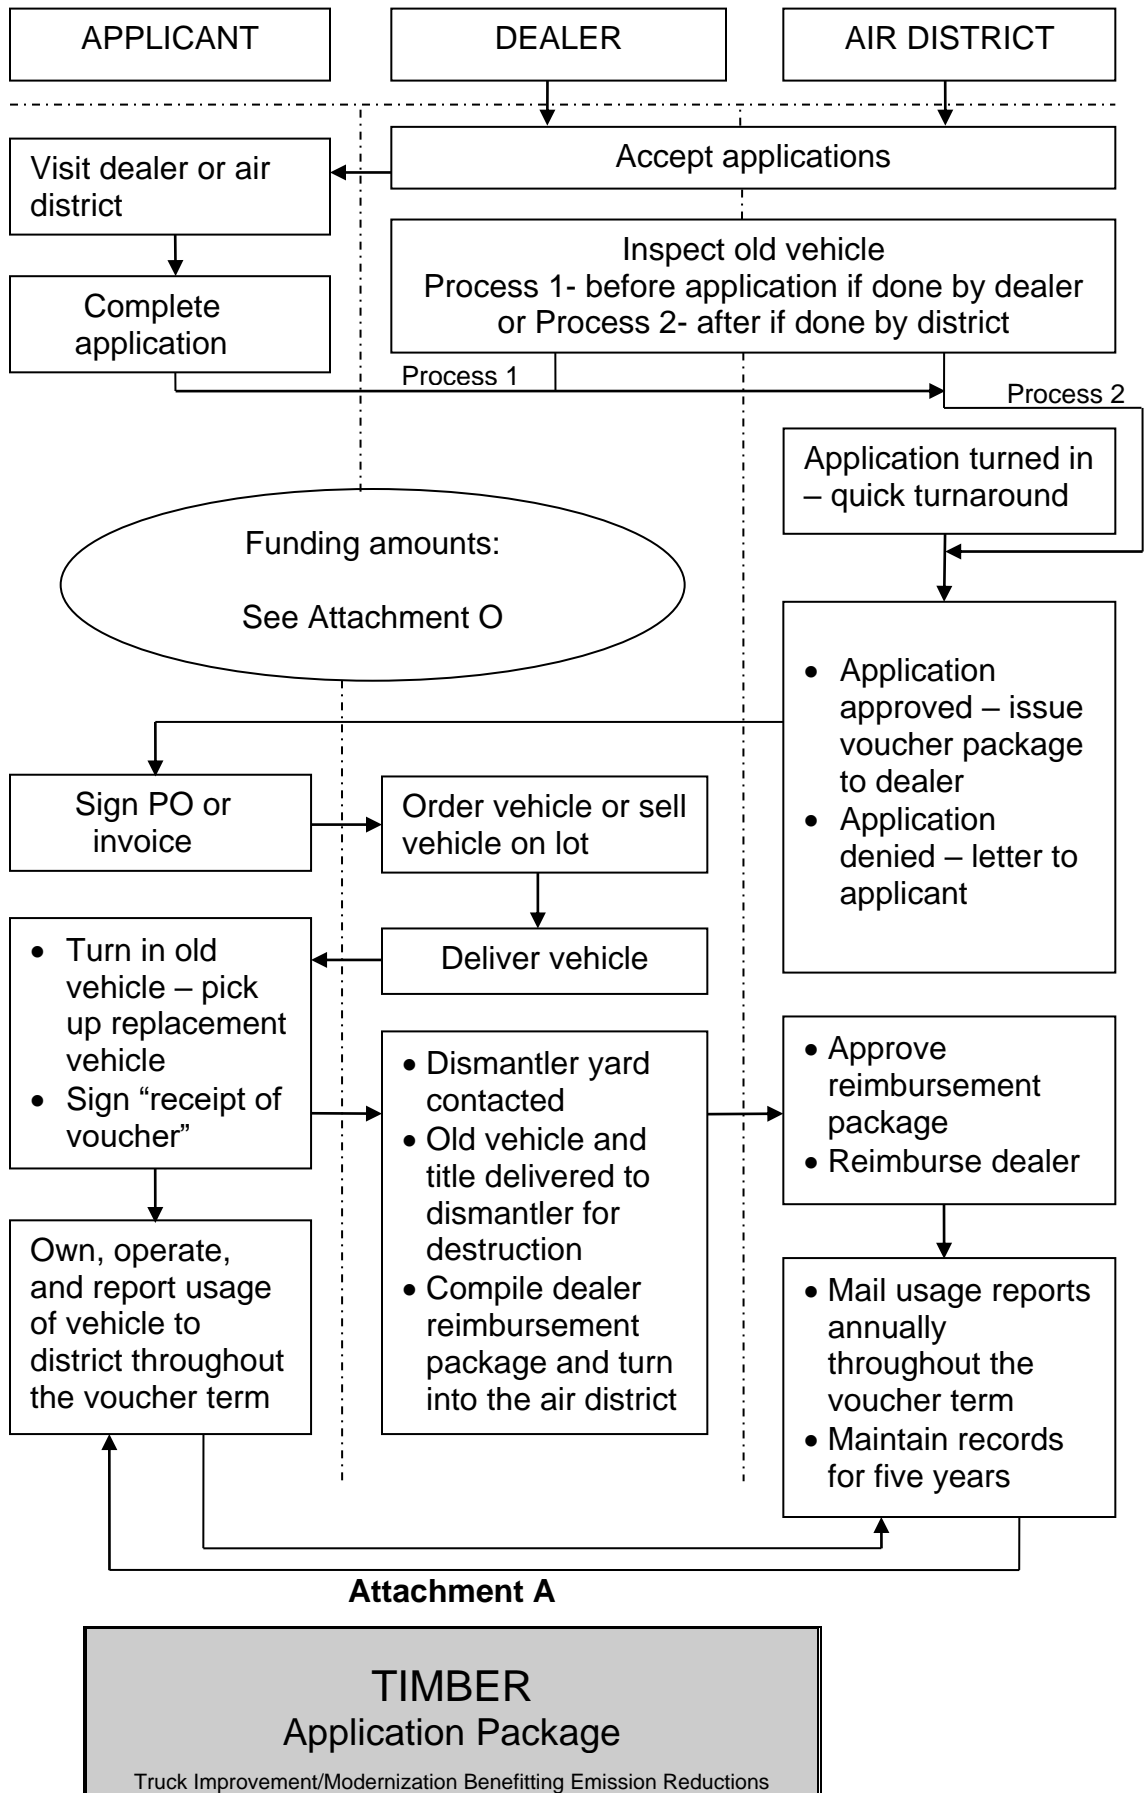 APPLICANT
DEALER
AIR DISTRICT
Accept applications
Visit dealer or air
district
Inspect old vehicle
Process 1- before application if done by dealer
or Process 2- after if done by district
Complete
application
Process 1
Process 2
Application turned in
– quick turnaround
Funding amounts:
See Attachment O
• Application
approved – issue
voucher package
to dealer
• Application
denied – letter to
applicant
Sign PO or
invoice
Order vehicle or sell
vehicle on lot
Deliver vehicle
• Turn in old
vehicle – pick
up replacement
vehicle
• Sign “receipt of
voucher”
• Dismantler yard
contacted
• Old vehicle and
title delivered to
dismantler for
destruction
• Compile dealer
reimbursement
package and turn
into the air district
• Approve
reimbursement
package
• Reimburse dealer
Own, operate,
and report usage
of vehicle to
district throughout
the voucher term
• Mail usage reports
annually
throughout the
voucher term
• Maintain records
for five years
Attachment A
TIMBER
Application Package
Truck Improvement/Modernization Benefitting Emission Reductions